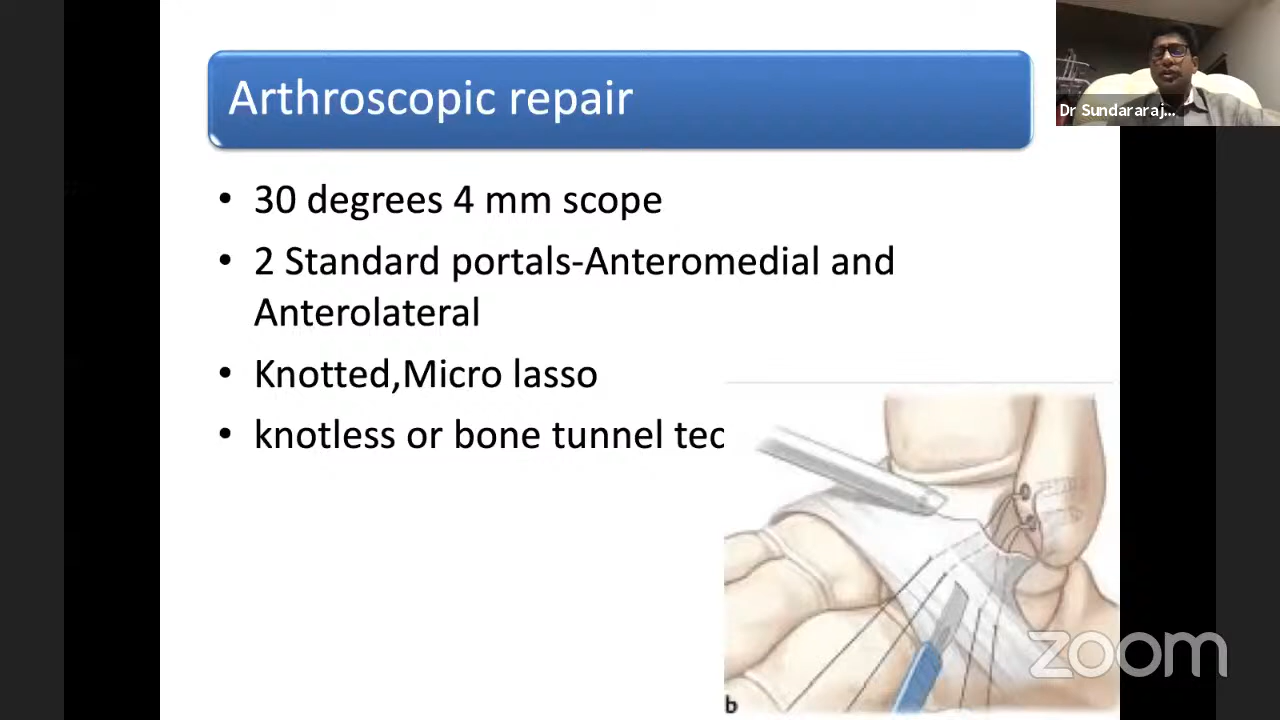 Arthroscopic repair
Dr Sundararaj...
• 30 degrees 4 mm scope
• 2 Standard portals-Anteromedial and
Anterolateral
• Knotted,Micro lasso
• knotless or bone tunnel tec
zoom
b